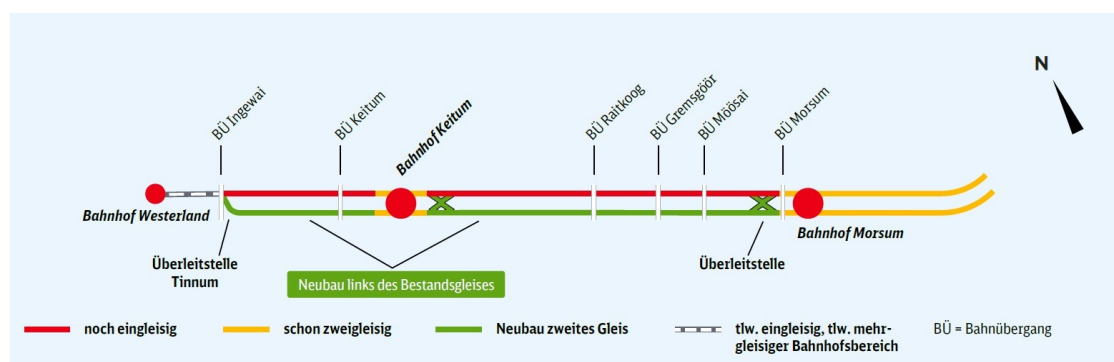 N
BÜ Ingewai
BÜ Keitum
Bahnhof Keitum
BÜ Raitkoog
BÜ Gremsgöör
BÜ Möösai
BÜ Morsum
Bahnhof Westerland
Bahnhof Morsum
Überleitstelle
Tinnum
Überleitstelle
Neubau links des Bestandsgleises
noch eingleisig
schon zweigleisig
Neubau zweites Gleis
tlw. eingleisig, tlw. mehr-
gleisiger Bahnhofsbereich
BÜ = Bahnübergang